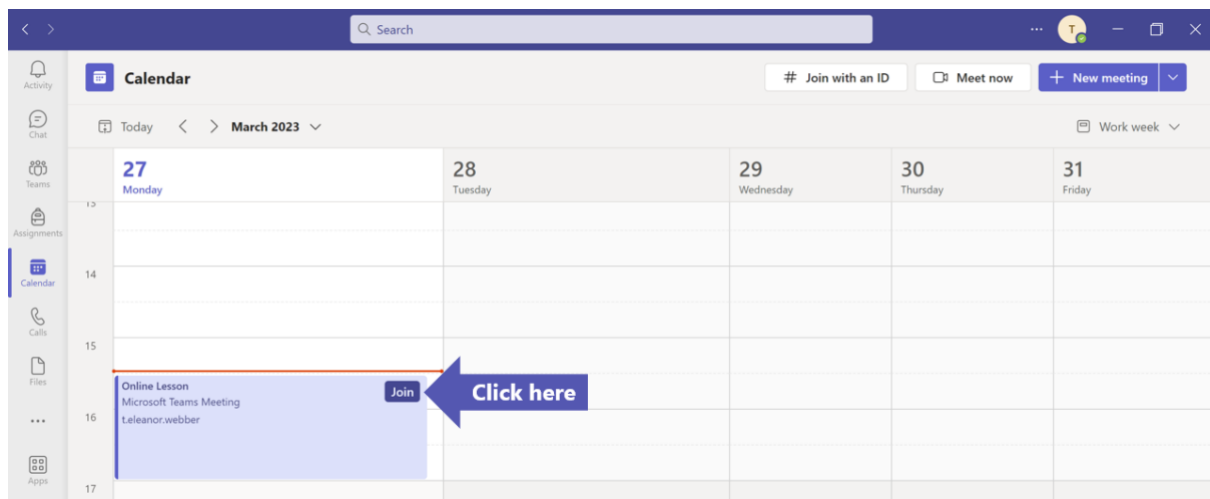 Search
...
T
Activity
Chat
Teams
Assignments
Calendar
Calls
Files
...
Apps
Calendar
# Join with an ID
Meet now
+ New meeting
Today
March 2023
Work week
27
Monday
28
Tuesday
29
Wednesday
30
Thursday
31
Friday
13
14
15
16
17
Online Lesson
Microsoft Teams Meeting
t.eleanor.webber
Join
Click here